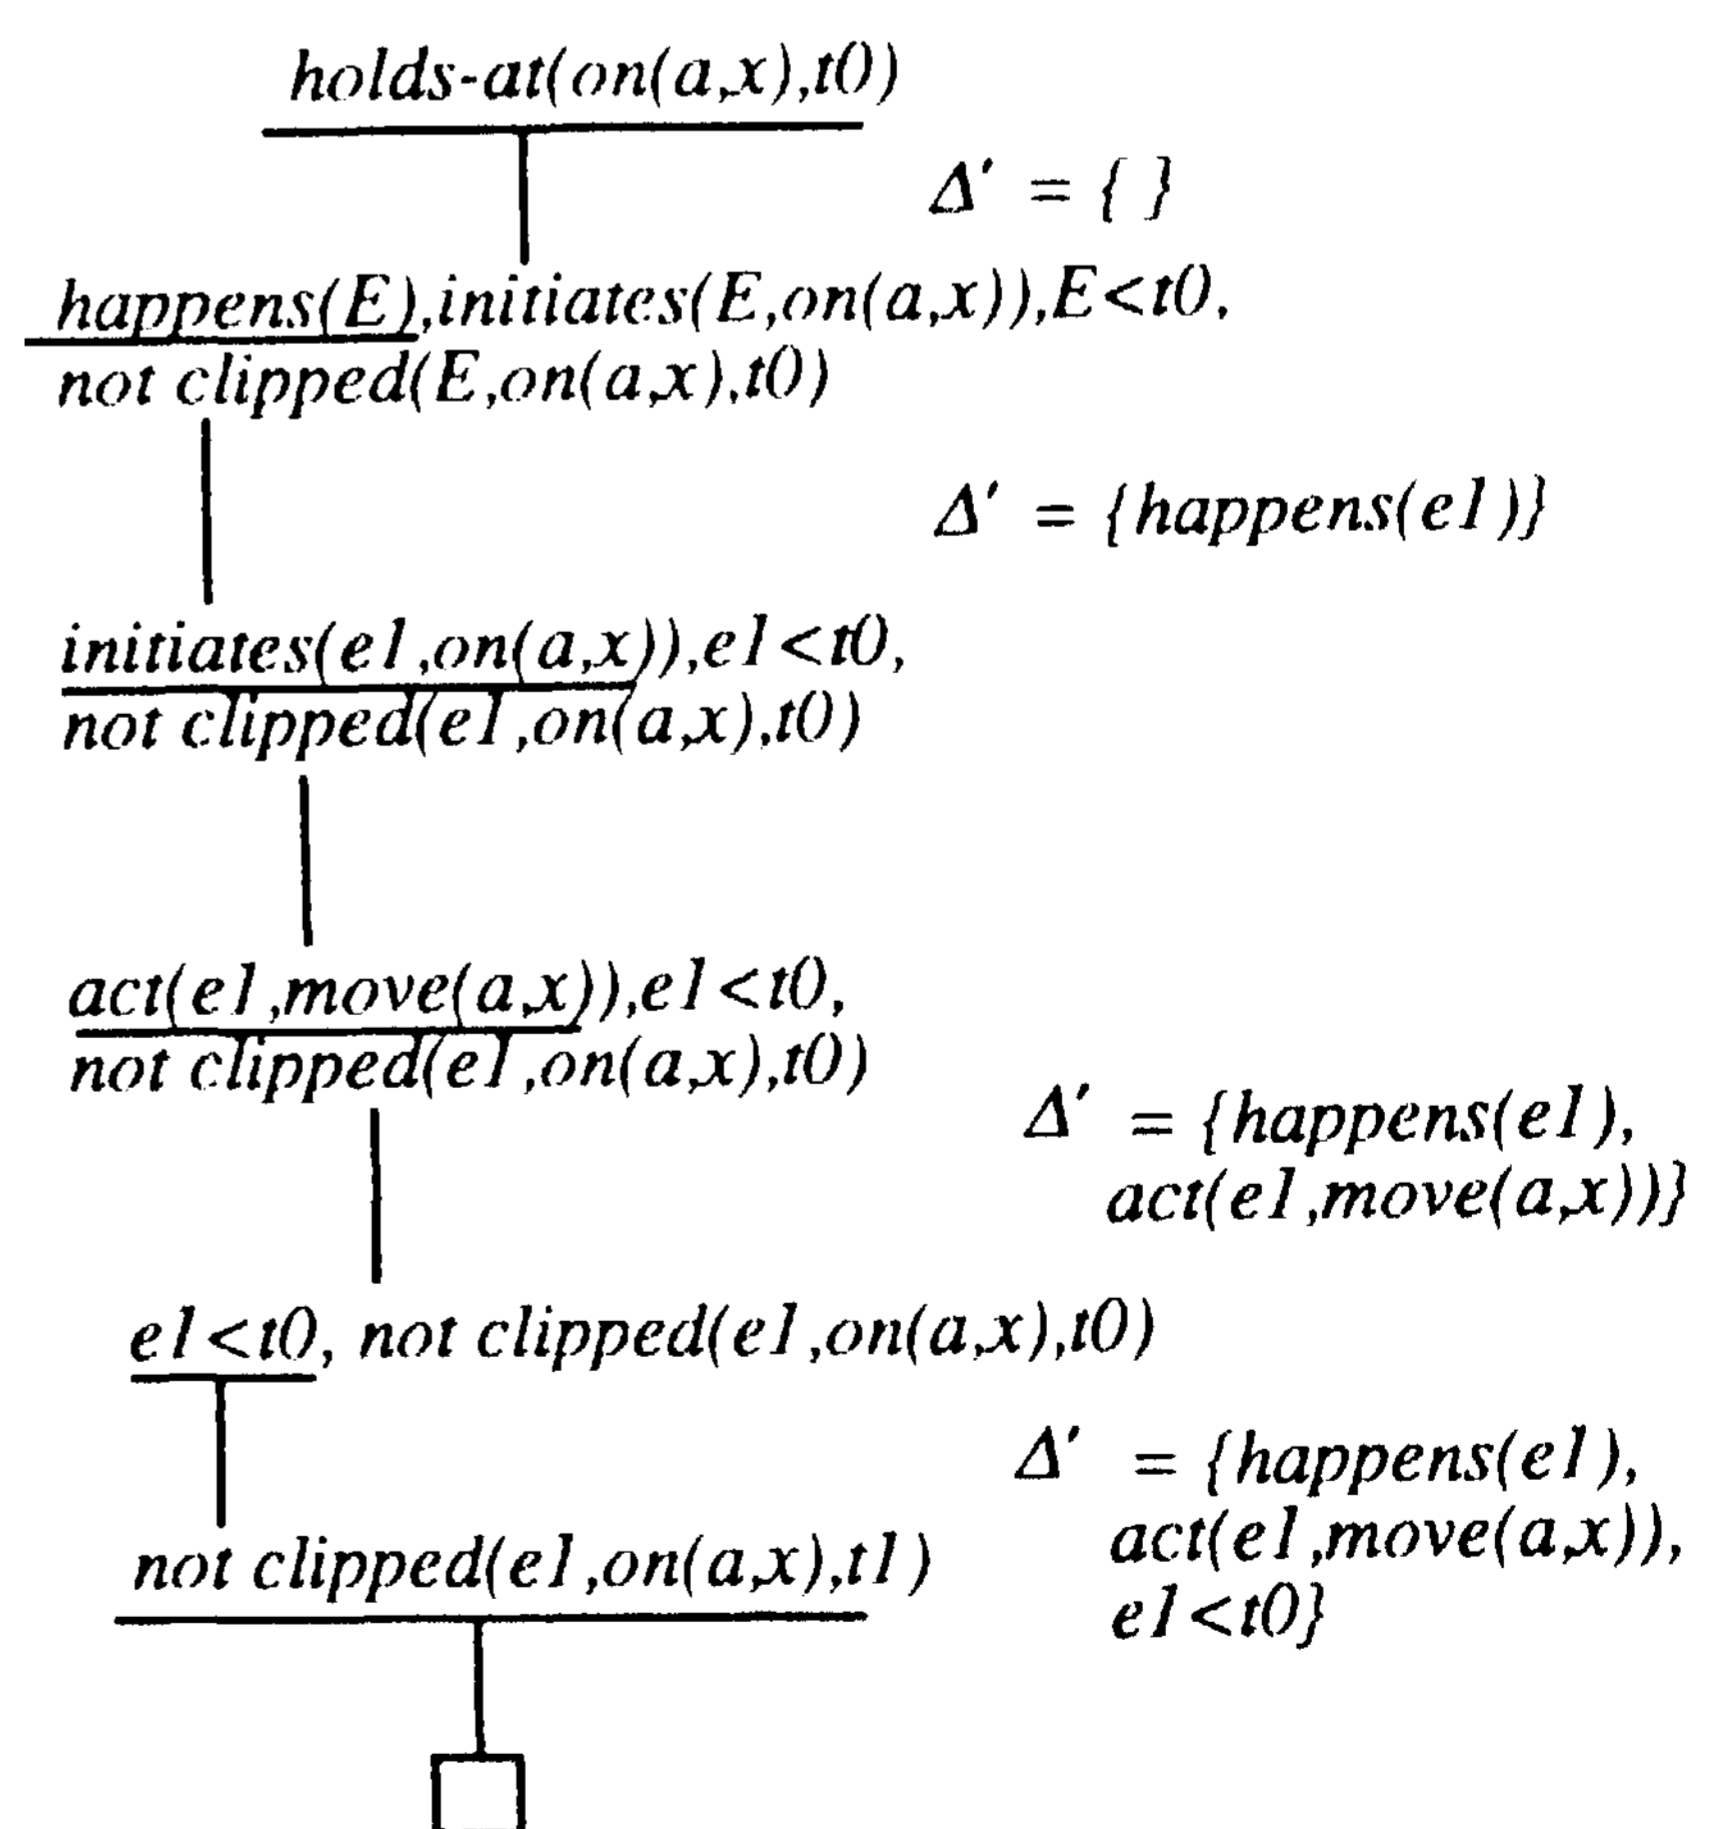 holds-at(on(a,x),t0)
Δ' = { }
happens(E),initiates(E,on(a,x)),E<t0,
not clipped(E,on(a,x),t0)
Δ' = {happens(e1)}
initiates(e1,on(a,x)),e1<t0,
not clipped(e1,on(a,x),t0)
act(e1,move(a,x)),e1<t0,
not clipped(e1,on(a,x),t0)
Δ' = {happens(e1),
act(e1,move(a,x))}
e1<t0, not clipped(e1,on(a,x),t0)
Δ' = {happens(e1),
act(e1,move(a,x)),
e1<t0}
not clipped(e1,on(a,x),t1)